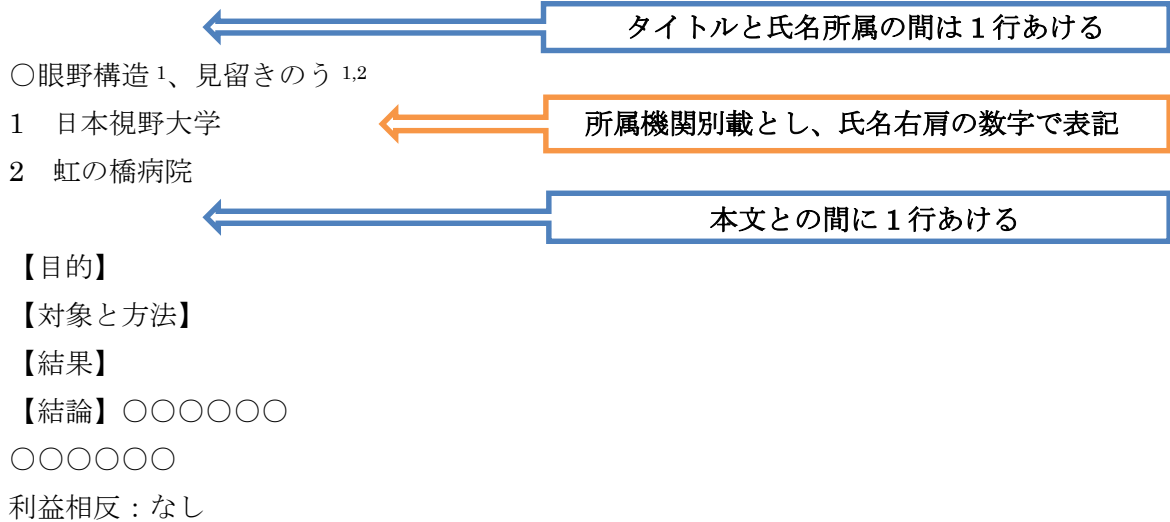 タイトルと氏名所属の間は1行あける
〇眼野構造 1、見留きのう 1,2
1　日本視野大学
所属機関別載とし、氏名右肩の数字で表記
2　虹の橋病院
本文との間に1行あける
【目的】
【対象と方法】
【結果】
【結論】〇〇〇〇〇〇
〇〇〇〇〇〇
利益相反：なし